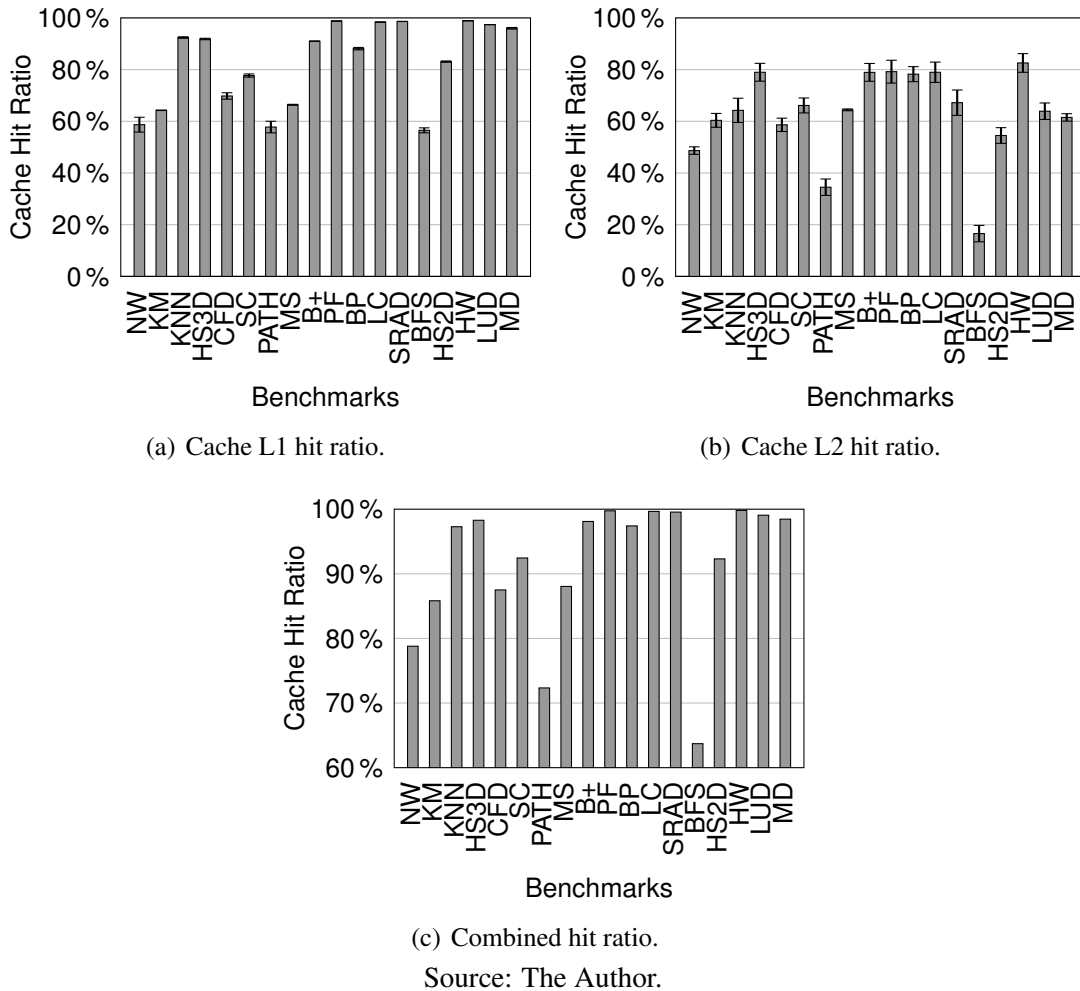 100 %
80 %
60 %
40 %
20 %
0 %
Cache Hit Ratio
NW
KM
KNN
HS3D
CFD
SC
PATH
MS
B+
PF
BP
LC
SRAD
BFS
HS2D
HW
LUD
MD
Benchmarks
(a) Cache L1 hit ratio.
100 %
80 %
60 %
40 %
20 %
0 %
Cache Hit Ratio
NW
KM
KNN
HS3D
CFD
SC
PATH
MS
B+
PF
BP
LC
SRAD
BFS
HS2D
HW
LUD
MD
Benchmarks
(b) Cache L2 hit ratio.
100 %
90 %
80 %
70 %
60 %
Cache Hit Ratio
NW
KM
KNN
HS3D
CFD
SC
PATH
MS
B+
PF
BP
LC
SRAD
BFS
HS2D
HW
LUD
MD
Benchmarks
(c) Combined hit ratio.
Source: The Author.